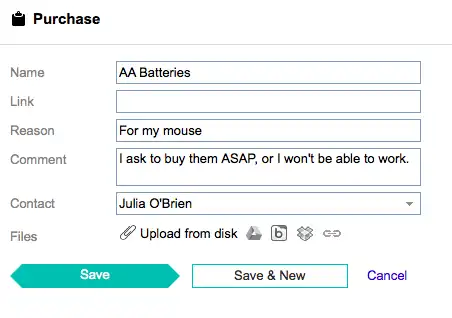 Purchase
Name AA Batteries
Link
Reason For my mouse
Comment I ask to buy them ASAP, or I won't be able to work.
Contact Julia O'Brien
Files Upload from disk
Save Save & New Cancel